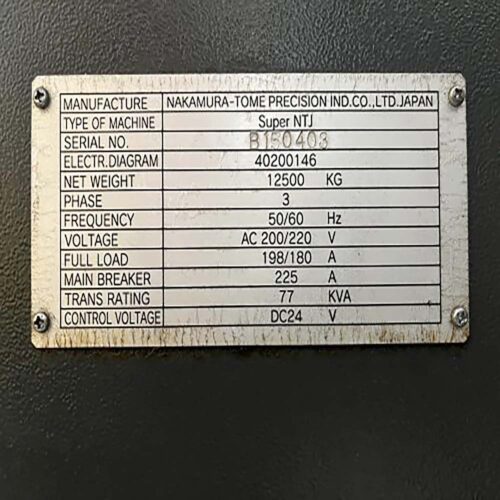 MANUFACTURE NAKAMURA-TOME PRECISION IND.CO.,LTD.JAPAN
TYPE OF MACHINE Super NTJ
SERIAL NO. B150403
ELECTR.DIAGRAM 40200146
NET WEIGHT 12500 KG
PHASE 3
FREQUENCY 50/60 Hz
VOLTAGE AC 200/220 V
FULL LOAD 198/180 A
MAIN BREAKER 225 A
TRANS RATING 77 KVA
CONTROL VOLTAGE DC24 V